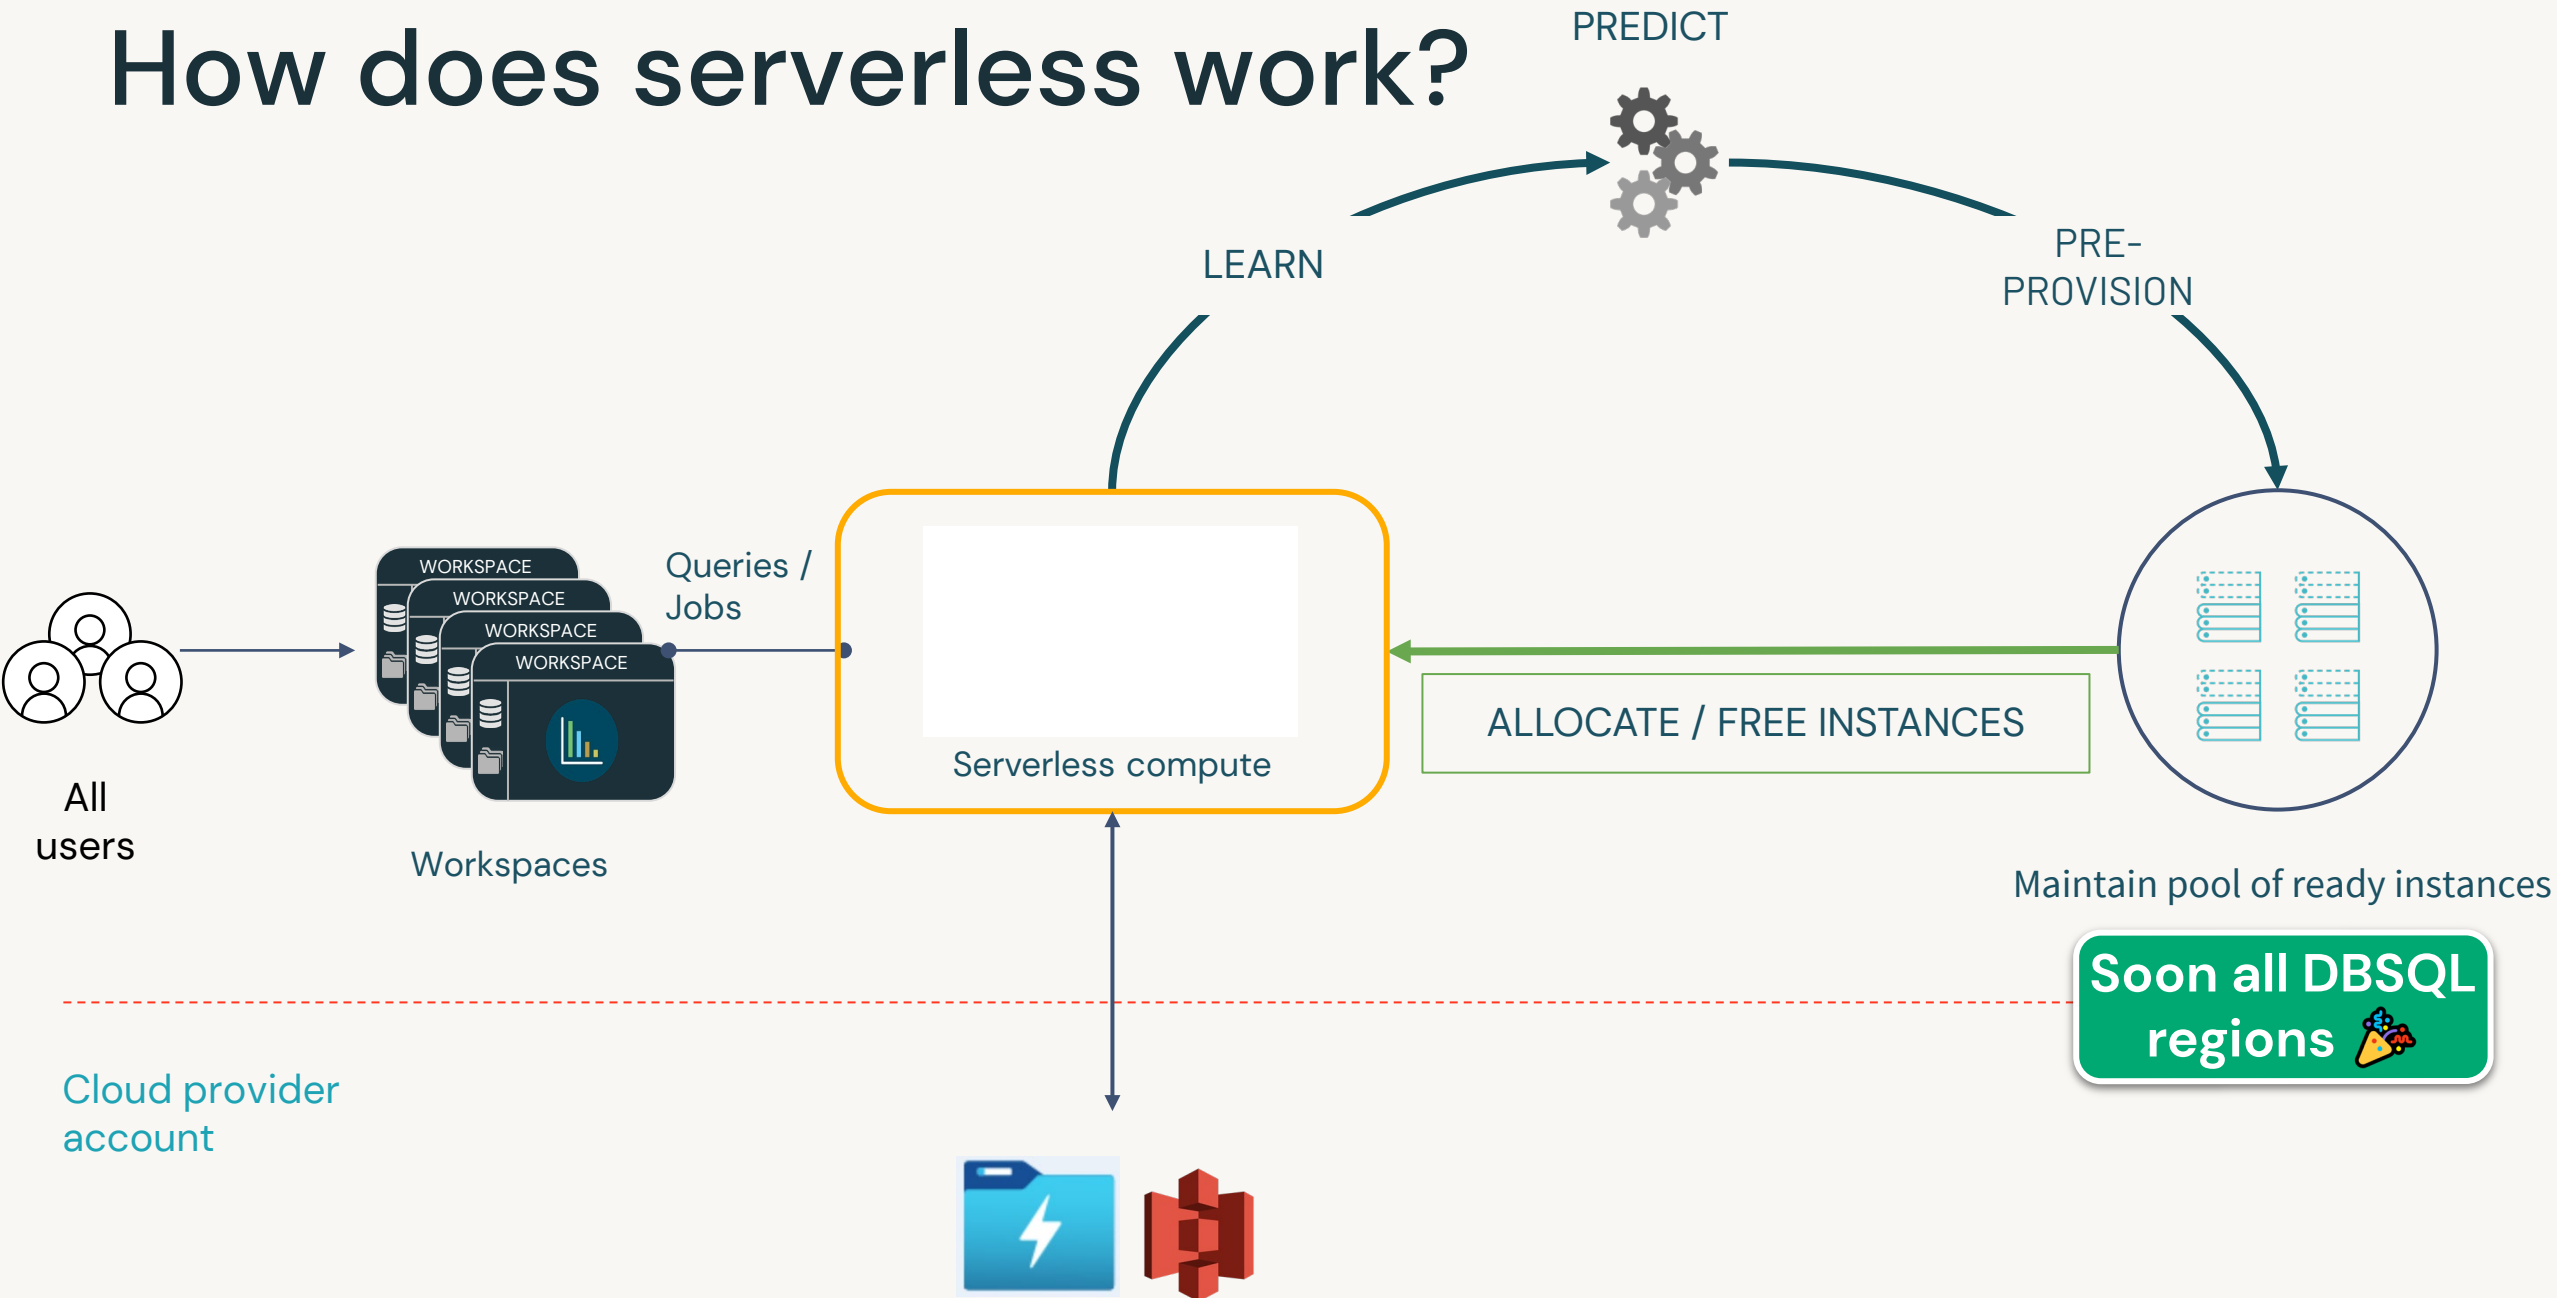 How does serverless work?
PREDICT
LEARN
PRE-
PROVISION
WORKSPACE
WORKSPACE
WORKSPACE
WORKSPACE
Queries /
Jobs
Serverless compute
ALLOCATE / FREE INSTANCES
All
users
Workspaces
Maintain pool of ready instances
Soon all DBSQL
regions 🎉
Cloud provider
account